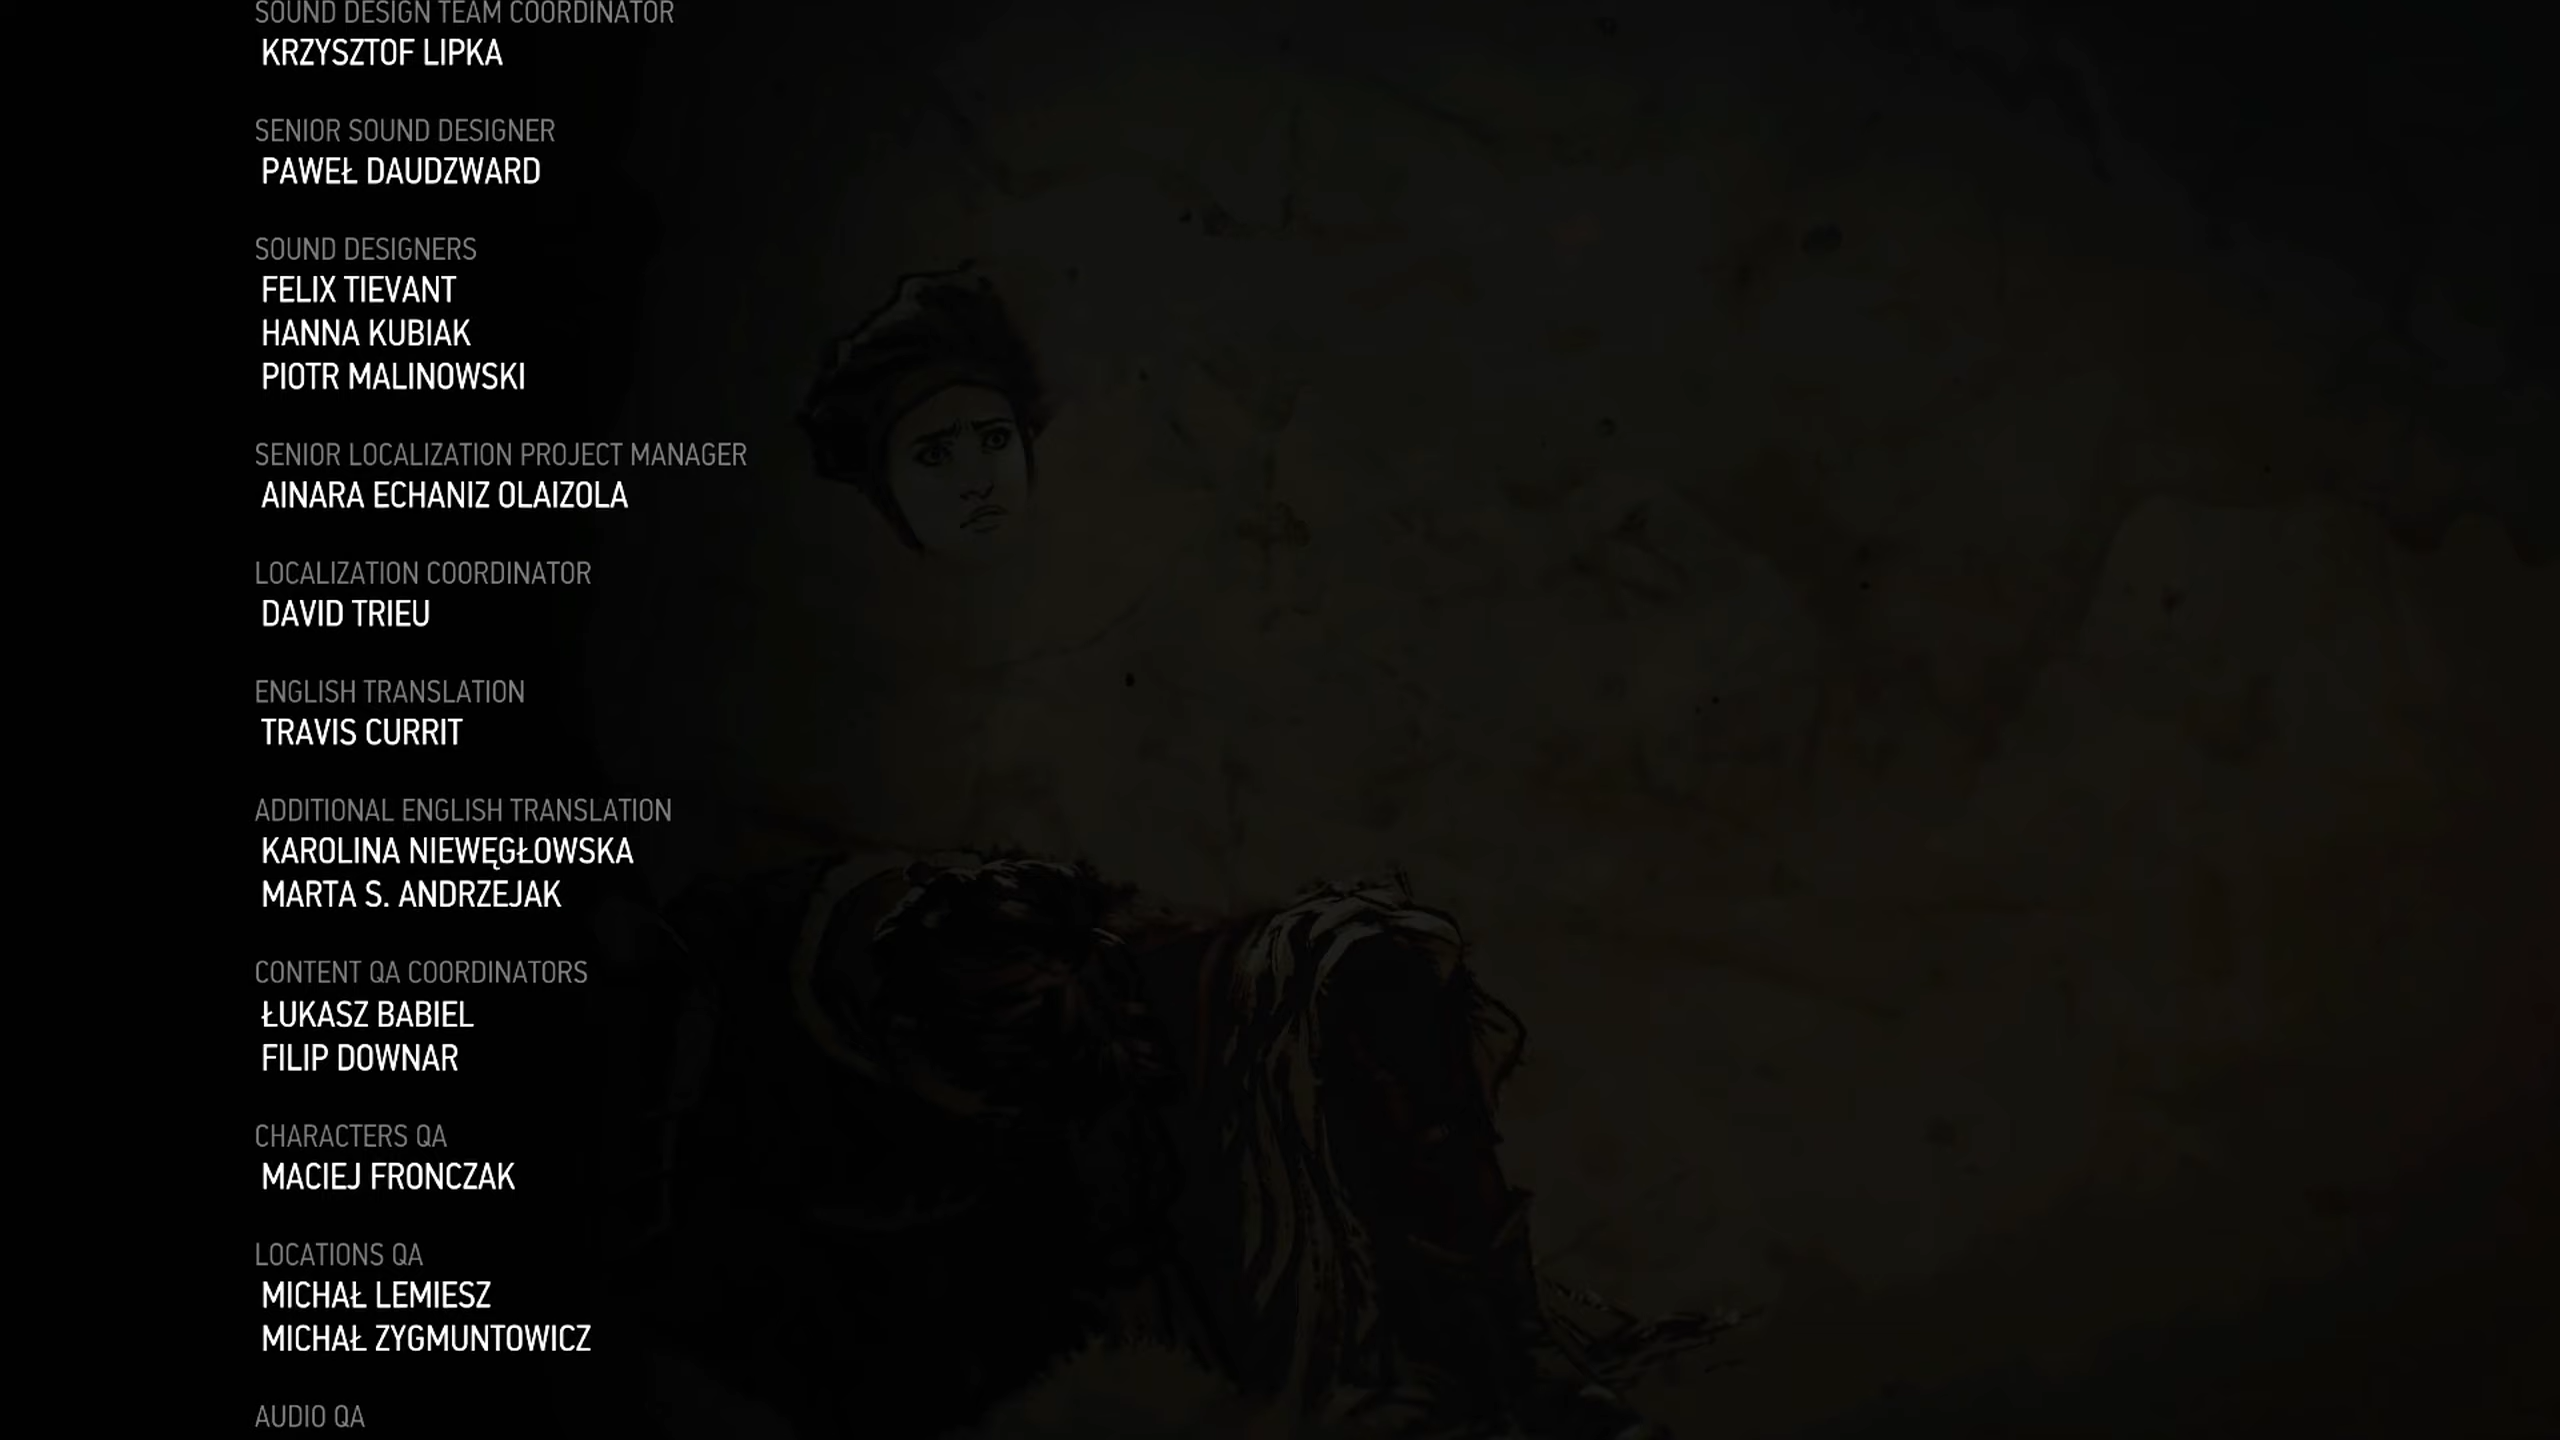 SOUND DESIGN TEAM COORDINATOR
KRZYSZTOF LIPKA
SENIOR SOUND DESIGNER
PAWEŁ DAUDZWARD
SOUND DESIGNERS
FELIX TIEVANT
HANNA KUBIAK
PIOTR MALINOWSKI
SENIOR LOCALIZATION PROJECT MANAGER
AINARA ECHANIZ OLAIZOLA
LOCALIZATION COORDINATOR
DAVID TRIEU
ENGLISH TRANSLATION
TRAVIS CURRIT
ADDITIONAL ENGLISH TRANSLATION
KAROLINA NIEWĘGŁOWSKA
MARTA S. ANDRZEJAK
CONTENT QA COORDINATORS
ŁUKASZ BABIEL
FILIP DOWNAR
CHARACTERS QA
MACIEJ FRONCZAK
LOCATIONS QA
MICHAŁ LEMIESZ
MICHAŁ ZYGMUNTOWICZ
AUDIO QA